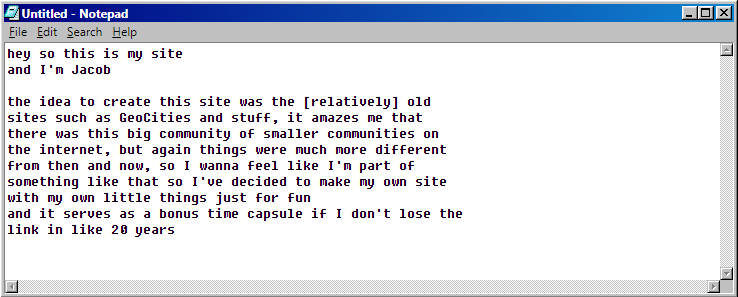 Untitled - Notepad
File Edit Search Help
hey so this is my site
and I'm Jacob
the idea to create this site was the [relatively] old
sites such as GeoCities and stuff, it amazes me that
there was this big community of smaller communities on
the internet, but again things were much more different
from then and now, so I wanna feel like I'm part of
something like that so I've decided to make my own site
with my own little things just for fun
and it serves as a bonus time capsule if I don't lose the
link in like 20 years